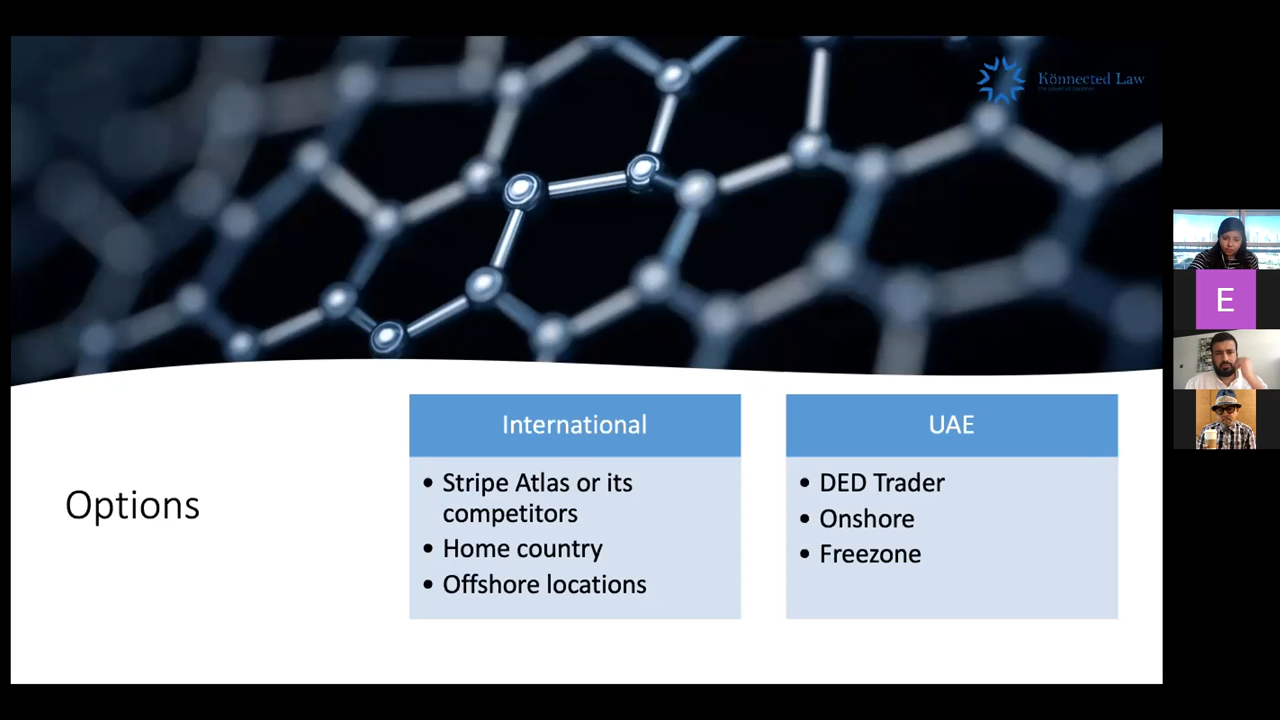 Könnected Law
Options
International
• Stripe Atlas or its
competitors
• Home country
• Offshore locations
UAE
• DED Trader
• Onshore
• Freezone
E